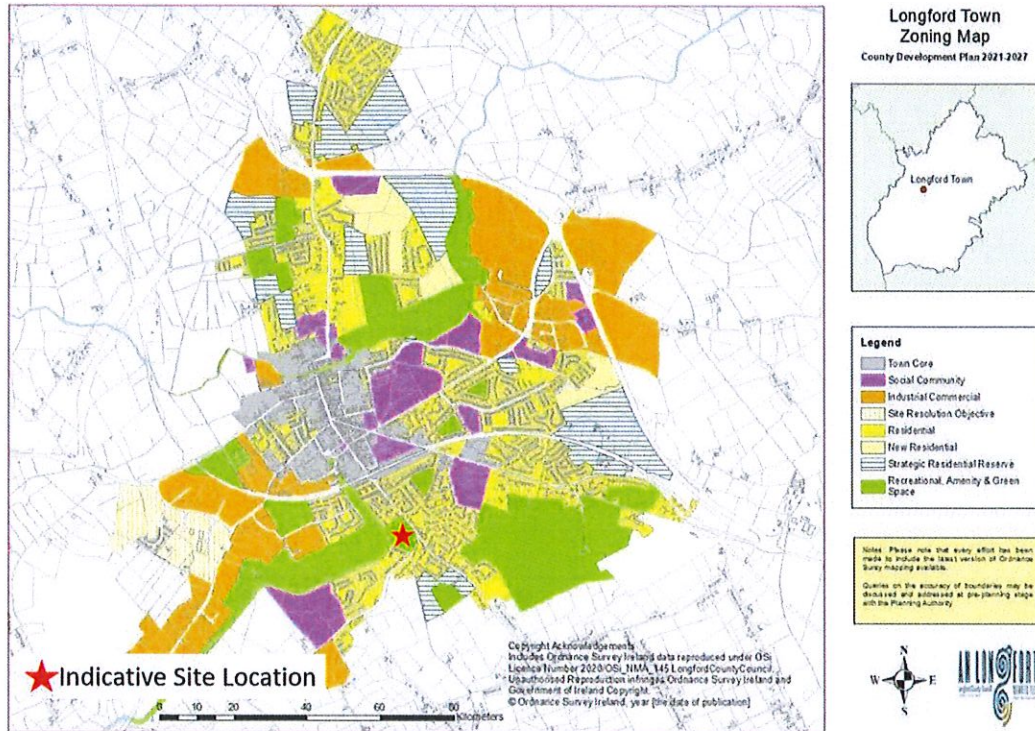 Longford Town
Zoning Map
County Development Plan 2021-2027
Longford Town
Legend
Town Core
Social Community
Industrial Commercial
Site Resolution Objective
Residential
New Residential
Strategic Residential Reserve
Recreational, Amenity & Green
Space
Notes: Please note that every effort has been
made to include the latest version of Ordnance
Survey mapping available.
Queries on the accuracy of boundaries may be
discussed and addressed at pre-planning stage
with the Planning Authority
Indicative Site Location
0 10 20 40 60 80
Kilometers
Copyright Acknowledgements
Includes Ordnance Survey Ireland data reproduced under OSi
Licence Number 2020/OSi_NMA_145 LongfordCountyCouncil.
Unauthorised Reproduction infringes Ordnance Survey Ireland and
Government of Ireland Copyright.
© Ordnance Survey Ireland, year [the date of publication]
N
W E
S
AN LONGFORT